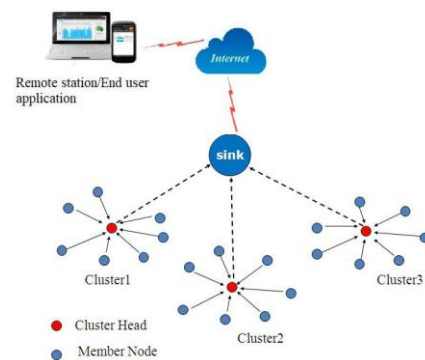 Internet
Remote station/End user
application
sink
Cluster1
Cluster3
Cluster2
Cluster Head
Member Node